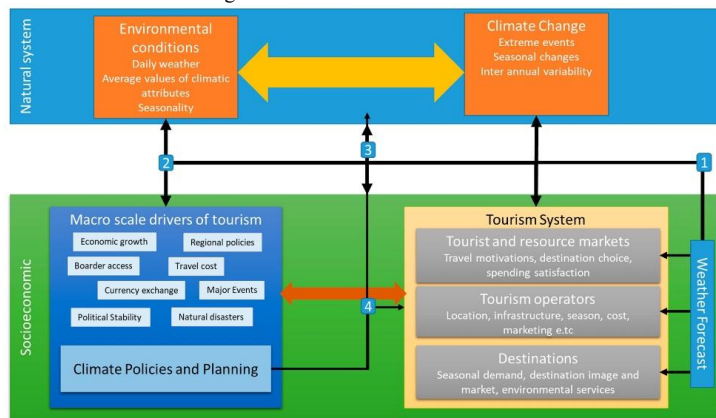 Natural system
Environmental
conditions
Daily weather
Average values of climatic
attributes
Seasonality
Climate Change
Extreme events
Seasonal changes
Inter annual variability
3
2
1
Socioeconomic
Macro scale drivers of tourism
Economic growth
Regional policies
Boarder access
Travel cost
Currency exchange
Major Events
Political Stability
Natural disasters
Climate Policies and Planning
4
Tourism System
Tourist and resource markets
Travel motivations, destination choice,
spending satisfaction
Tourism operators
Location, infrastructure, season, cost,
marketing e.t.c
Destinations
Seasonal demand, destination image and
market, environmental services
Weather Forecast